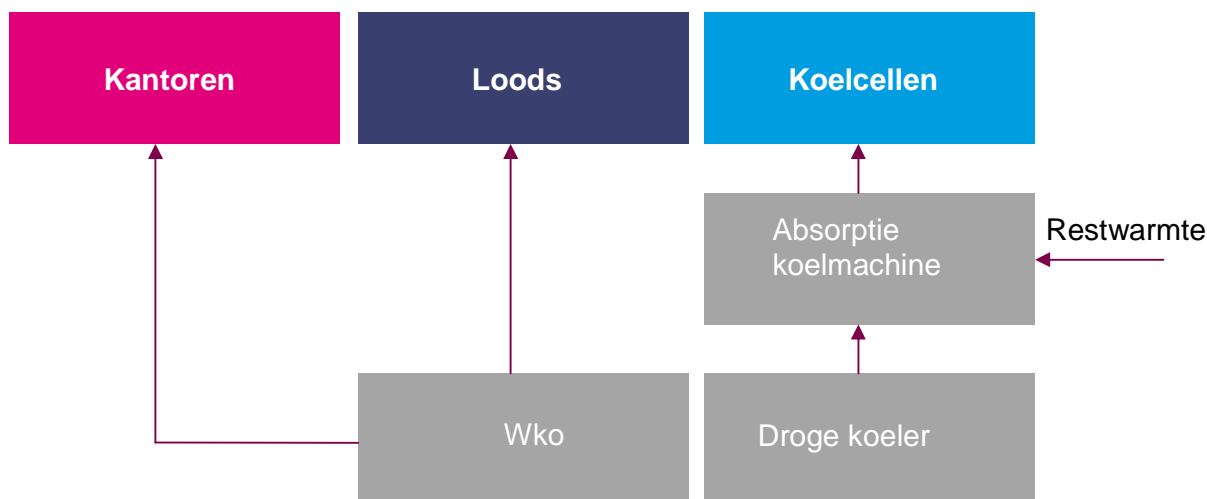 Kantoren
Loods
Koelcellen
Absorptie
koelmachine
Restwarmte
Wko
Droge koeler